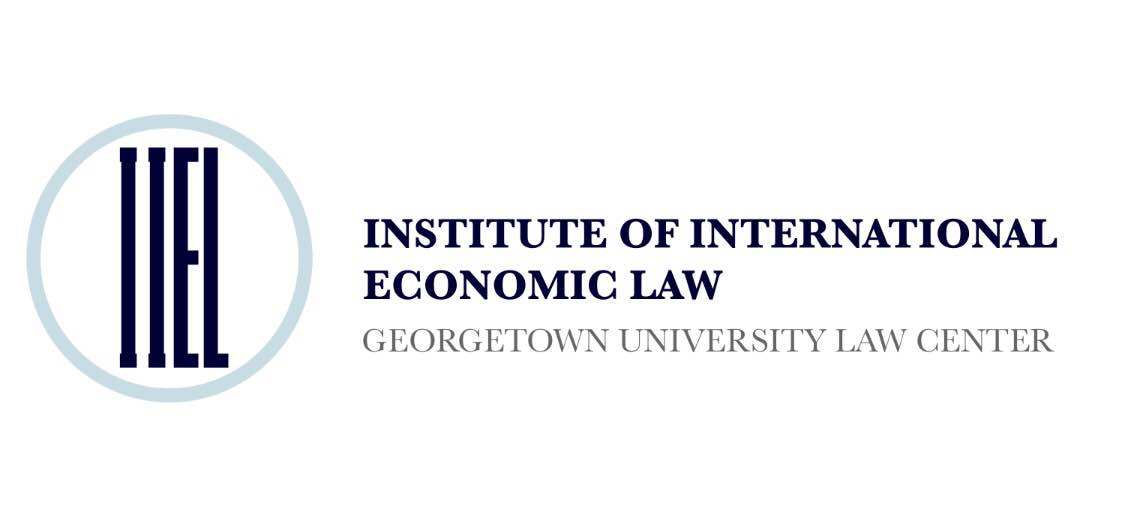 IIEL
INSTITUTE OF INTERNATIONAL
ECONOMIC LAW
GEORGETOWN UNIVERSITY LAW CENTER